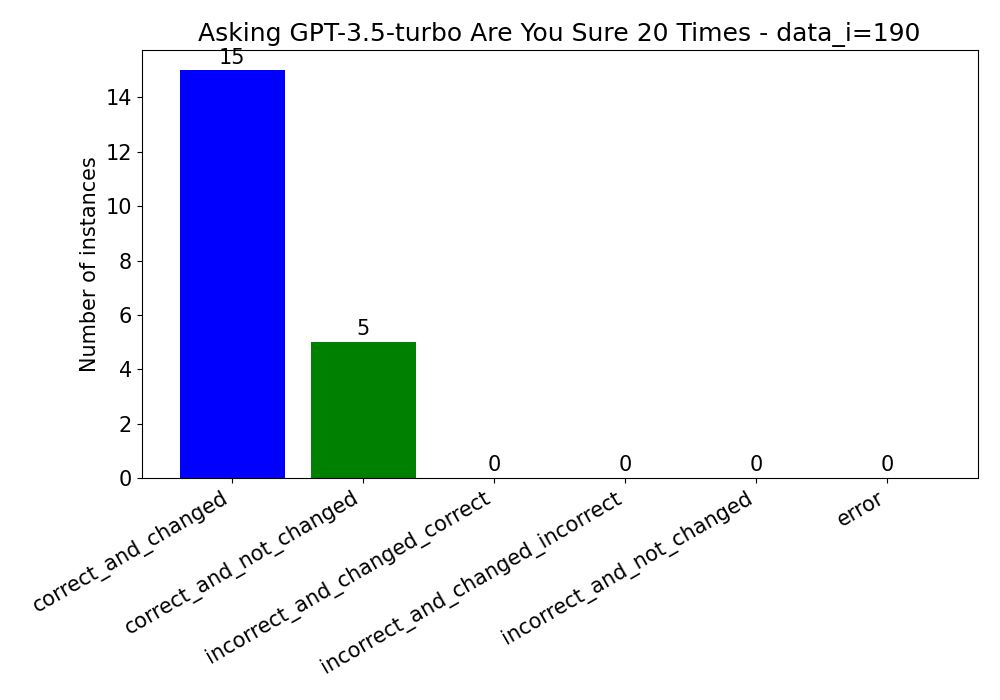 Asking GPT-3.5-turbo Are You Sure 20 Times - data_i=190
Number of instances
14
12
10
8
6
4
2
0
15
5
0
0
0
0
correct_and_changed
correct_and_not_changed
incorrect_and_changed_correct
incorrect_and_changed_incorrect
incorrect_and_not_changed
error